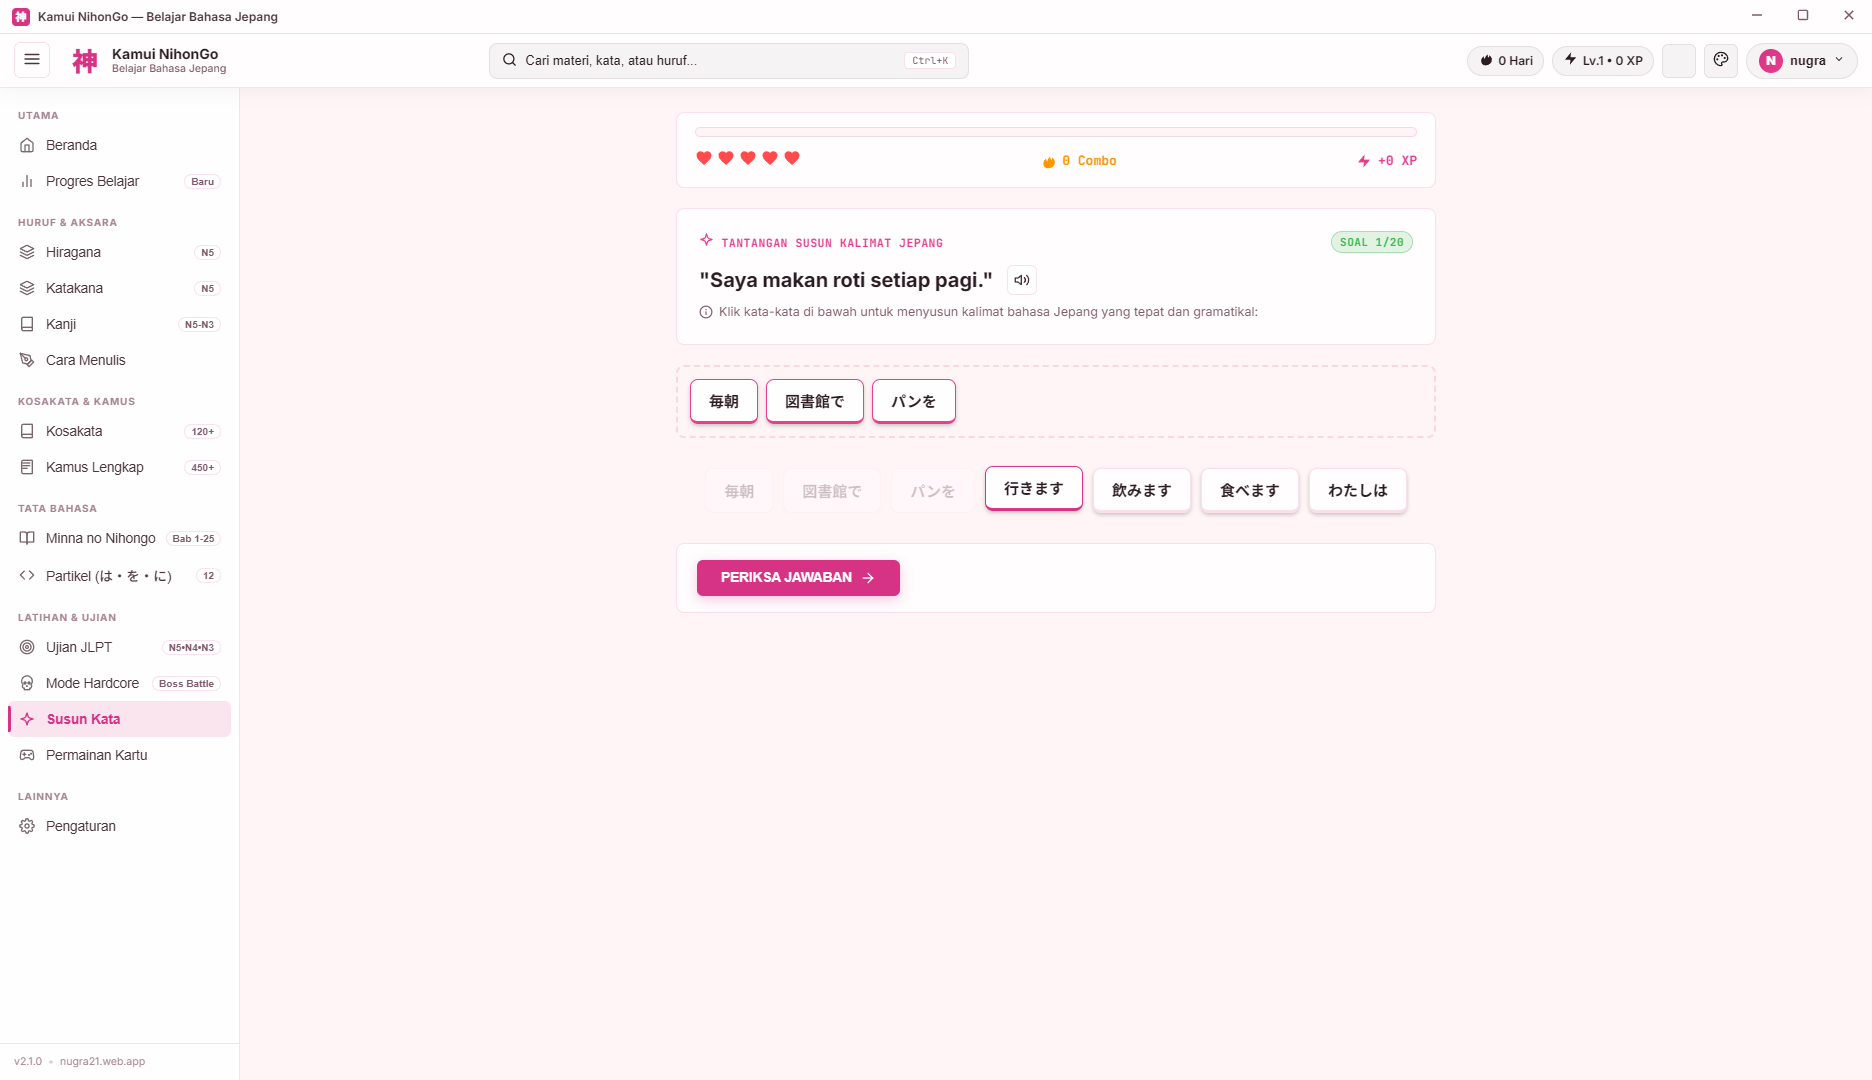 神 Kamui NihonGo — Belajar Bahasa Jepang
神 Kamui NihonGo
Belajar Bahasa Jepang
Cari materi, kata, atau huruf... Ctrl+K
0 Hari
Lv.1 • 0 XP
N nugra
UTAMA
Beranda
Progres Belajar Baru
HURUF & AKSARA
Hiragana N5
Katakana N5
Kanji N5-N3
Cara Menulis
KOSAKATA & KAMUS
Kosakata 120+
Kamus Lengkap 450+
TATA BAHASA
Minna no Nihongo Bab 1-25
Partikel (は・を・に) 12
LATIHAN & UJIAN
Ujian JLPT N5•N4•N3
Mode Hardcore Boss Battle
Susun Kata
Permainan Kartu
LAINNYA
Pengaturan
v2.1.0 • nugra21.web.app
0 Combo
+0 XP
TANTANGAN SUSUN KALIMAT JEPANG
SOAL 1/20
"Saya makan roti setiap pagi."
Klik kata-kata di bawah untuk menyusun kalimat bahasa Jepang yang tepat dan gramatikal:
毎朝 図書館で パンを
毎朝 図書館で パンを 行きます 飲みます 食べます わたしは
PERIKSA JAWABAN →